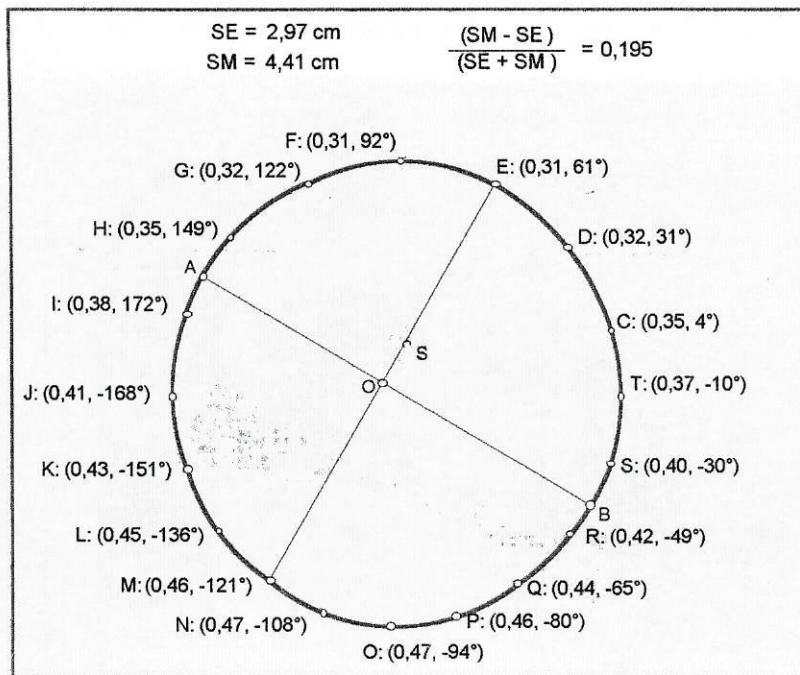 SE = 2,97 cm
SM = 4,41 cm
(SM - SE )
(SE + SM )
= 0,195
F: (0,31, 92°)
G: (0,32, 122°)
E: (0,31, 61°)
H: (0,35, 149°)
D: (0,32, 31°)
A
I: (0,38, 172°)
C: (0,35, 4°)
S
O
J: (0,41, -168°)
T: (0,37, -10°)
K: (0,43, -151°)
S: (0,40, -30°)
B
L: (0,45, -136°)
R: (0,42, -49°)
M: (0,46, -121°)
Q: (0,44, -65°)
N: (0,47, -108°)
P: (0,46, -80°)
O: (0,47, -94°)